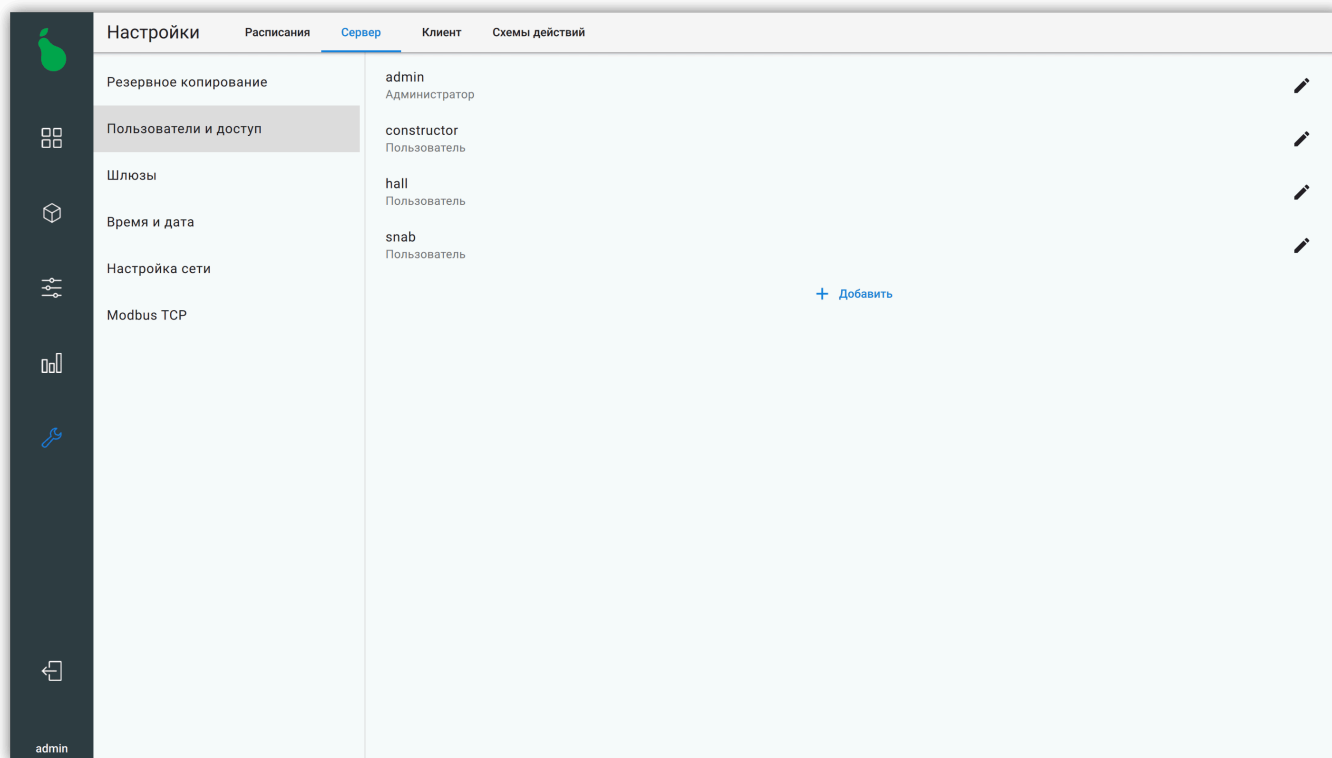 Настройки
Расписания
Сервер
Клиент
Схемы действий
Резервное копирование
Пользователи и доступ
Шлюзы
Время и дата
Настройка сети
Modbus TCP
admin
Администратор
constructor
Пользователь
hall
Пользователь
snab
Пользователь
+ Добавить
admin